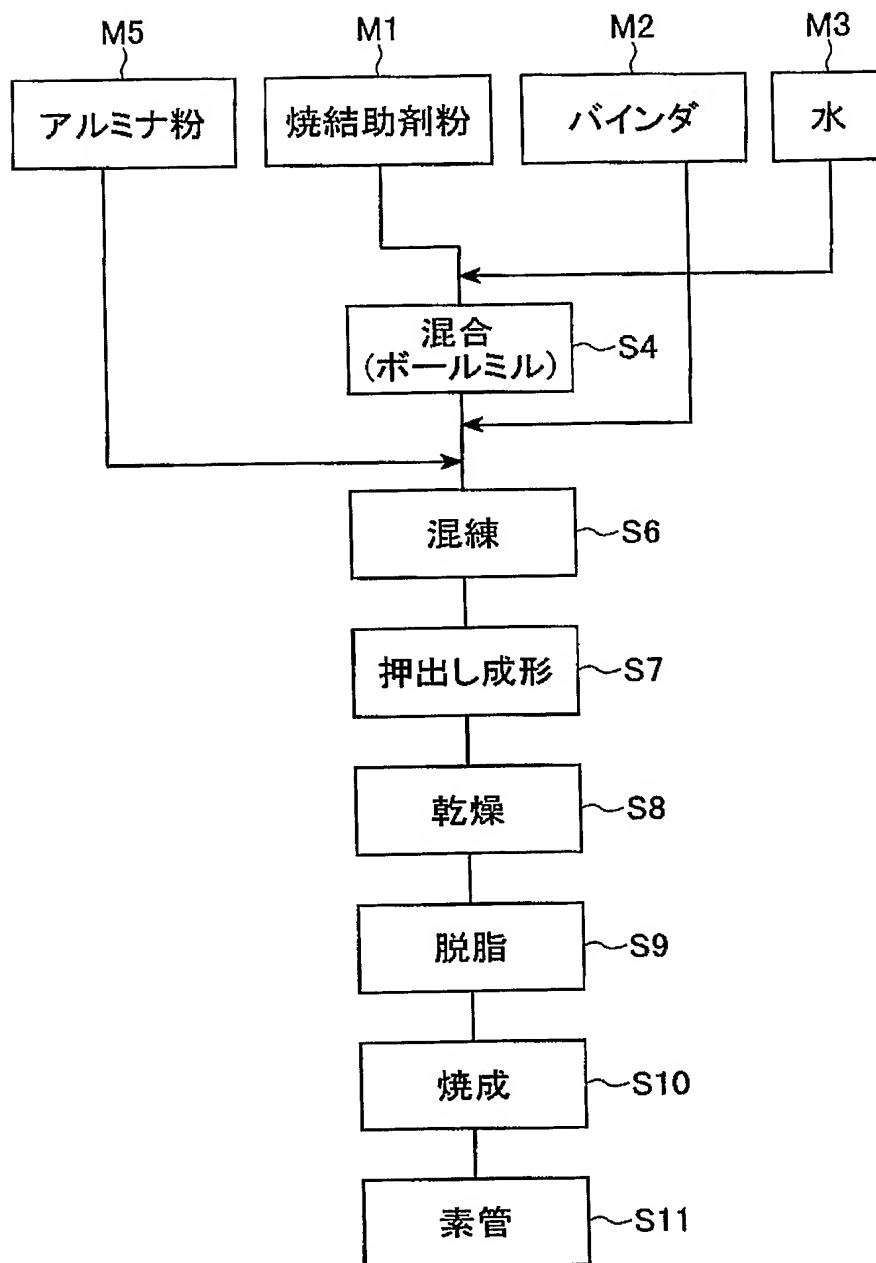 M5
M1
M2
M3
アルミナ粉
焼結助剤粉
バインダ
水
混合
(ボールミル)
S4
混練
S6
押出し成形
S7
乾燥
S8
脱脂
S9
焼成
S10
素管
S11